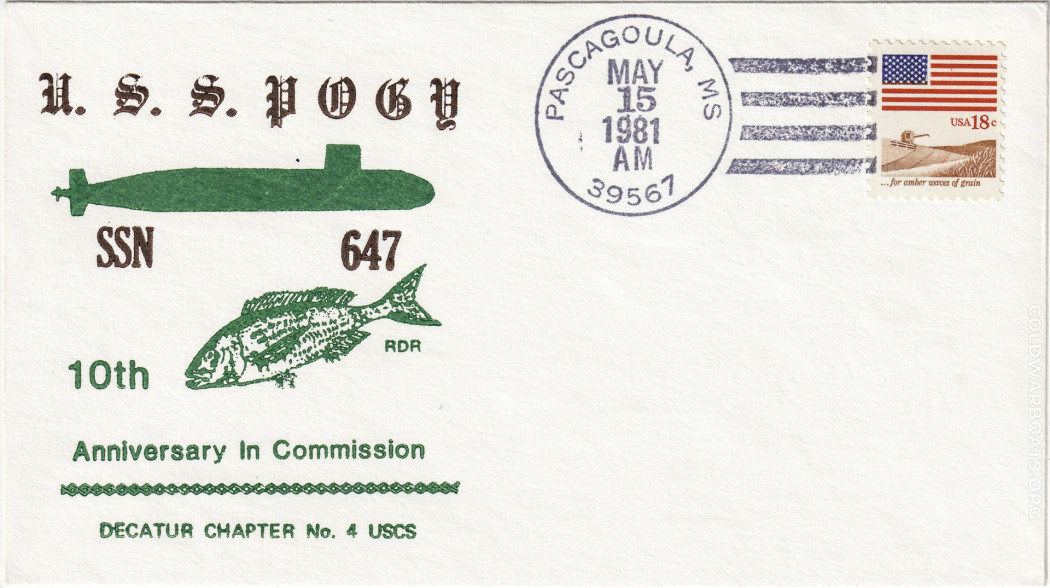 U. S. S. POGY
SSN 647
RDR
10th
Anniversary In Commission
DECATUR CHAPTER No. 4 USCS
PASCAGOULA, MS
MAY
15
1981
AM
39567
USA18c
...for amber waves of grain
COLDWARBOATS.ORG